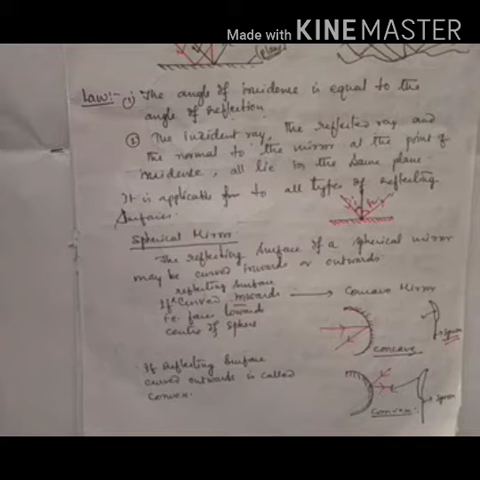 Made with KINEMASTER
(plane)
Law:- (1) The angle of incidence is equal to the
angle of reflection
(2) The incident ray, the reflected ray and
the normal to the mirror at the point of
incidence, all lie in the same plane.
It is applicable to all types of reflecting
Surfaces.
i r
Spherical Mirror
The reflecting surface of a spherical mirror
may be curved inwards or outwards.
reflecting surface
If ^ curved inwards → Concave Mirror
i.e. faces towards
centre of sphere
Spoon
Concave
If reflecting surface
curved outwards is called
convex.
Spoon
Convex.